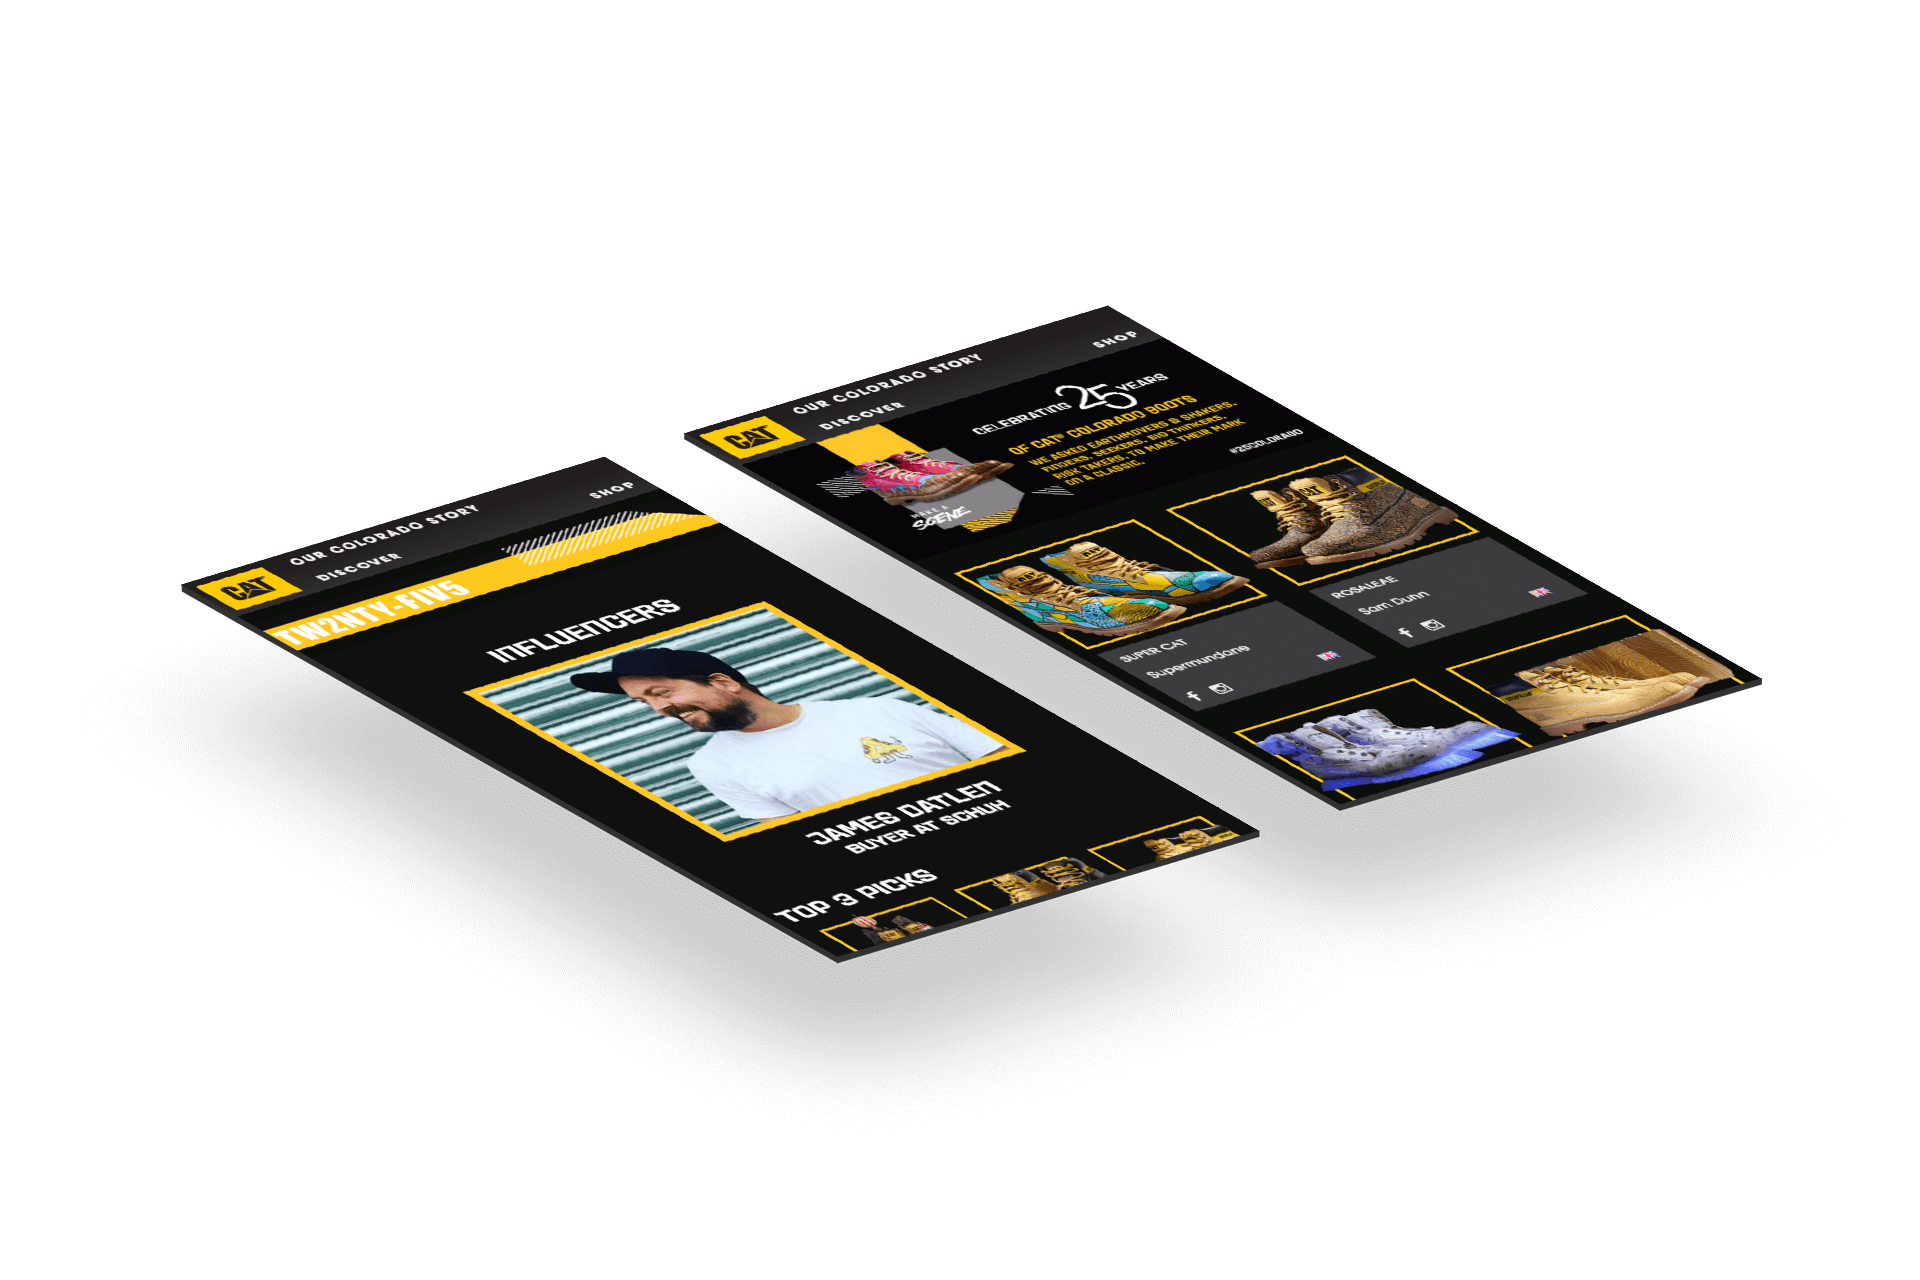 CAT
OUR COLORADO STORY
SHOP
DISCOVER
TW2NTY-FIV5
INFLUENCERS
JAMES DATLEN
BUYER AT SCHUH
TOP 3 PICKS
CAT
OUR COLORADO STORY
SHOP
DISCOVER
CELEBRATING 25 YEARS
OF CAT® COLORADO BOOTS
WE ASKED EARTHMOVERS & SHAKERS,
FINDERS, SEEKERS, BIG THINKERS,
RISK TAKERS, TO MAKE THEIR MARK
ON A CLASSIC.
#25COLORADO
MAKE A
SCENE
CAT
SUPER CAT
Supermundane
ROSALEAE
Sam Dunn